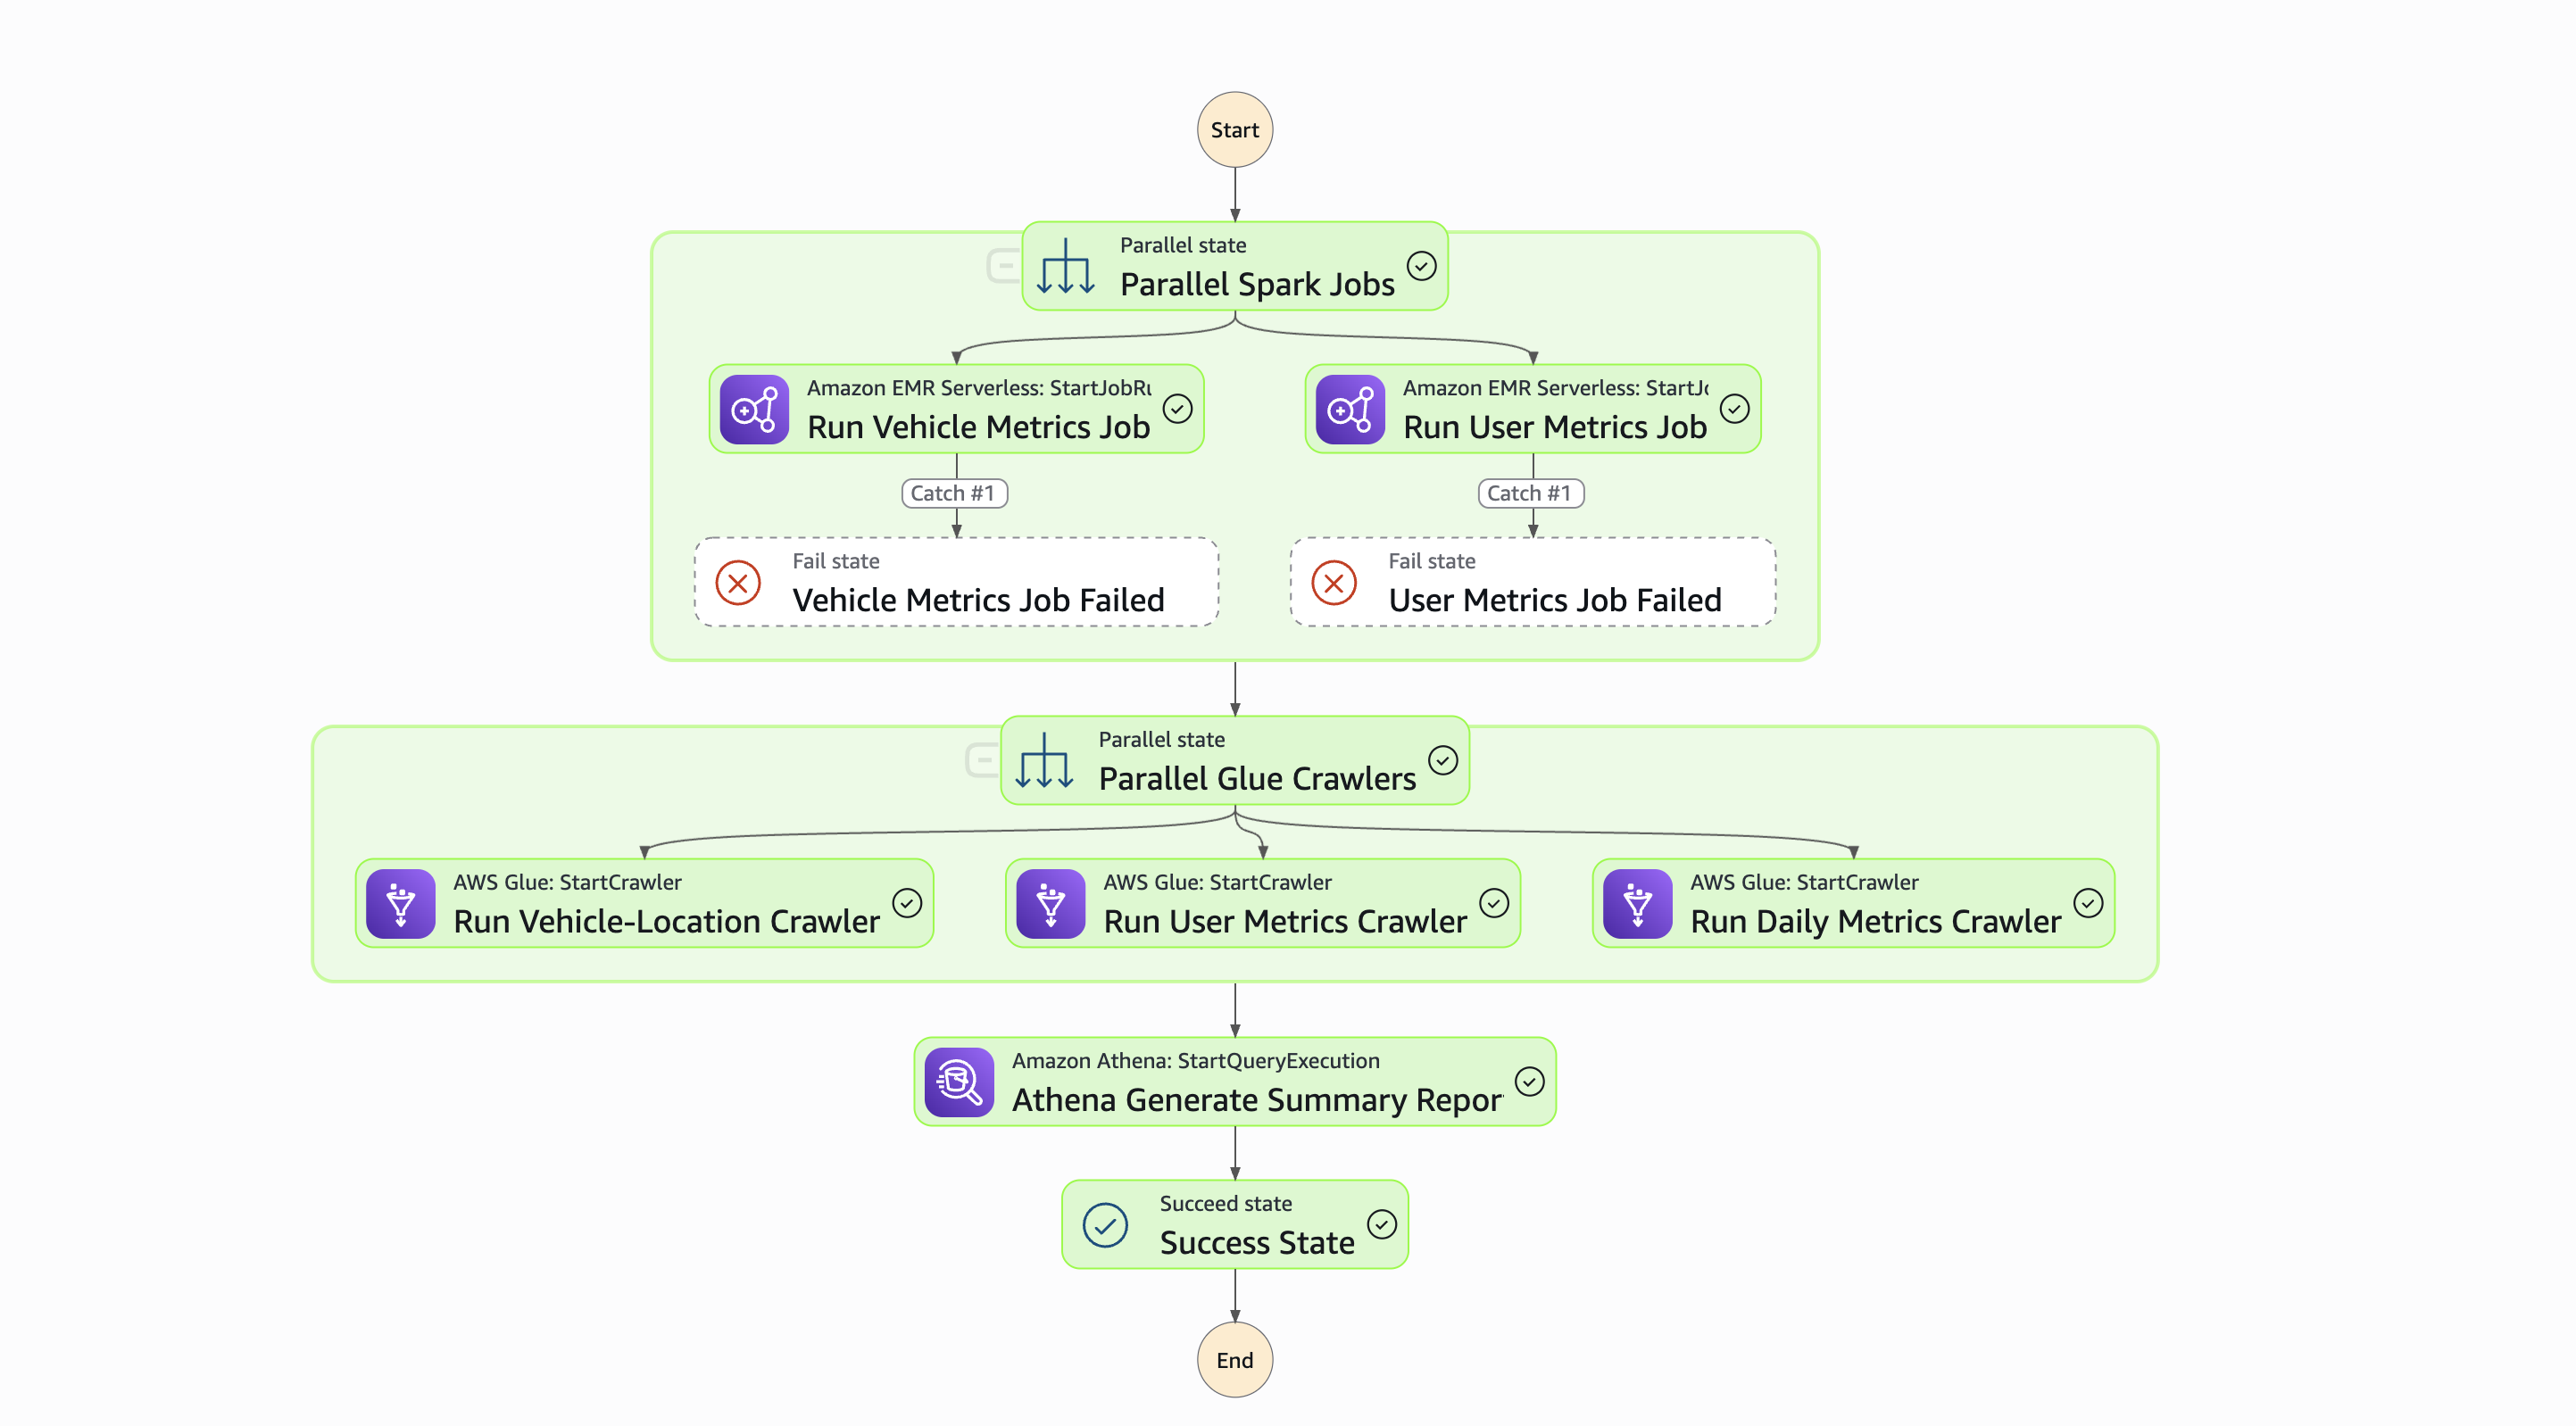 Start
Parallel state
Parallel Spark Jobs
Amazon EMR Serverless:
Run Vehicle Metrics Job
Amazon EMR Serverless:
Run User Metrics Job
Catch #1
Catch #1
Fail state
Vehicle Metrics Job Failed
Fail state
User Metrics Job Failed
Parallel state
Parallel Glue Crawlers
AWS Glue: StartCrawler
Run Vehicle-Location Crawler
AWS Glue: StartCrawler
Run User Metrics Crawler
AWS Glue: StartCrawler
Run Daily Metrics Crawler
Amazon Athena: StartQueryExecution
Athena Generate Summary Repor
Succeed state
Success State
End